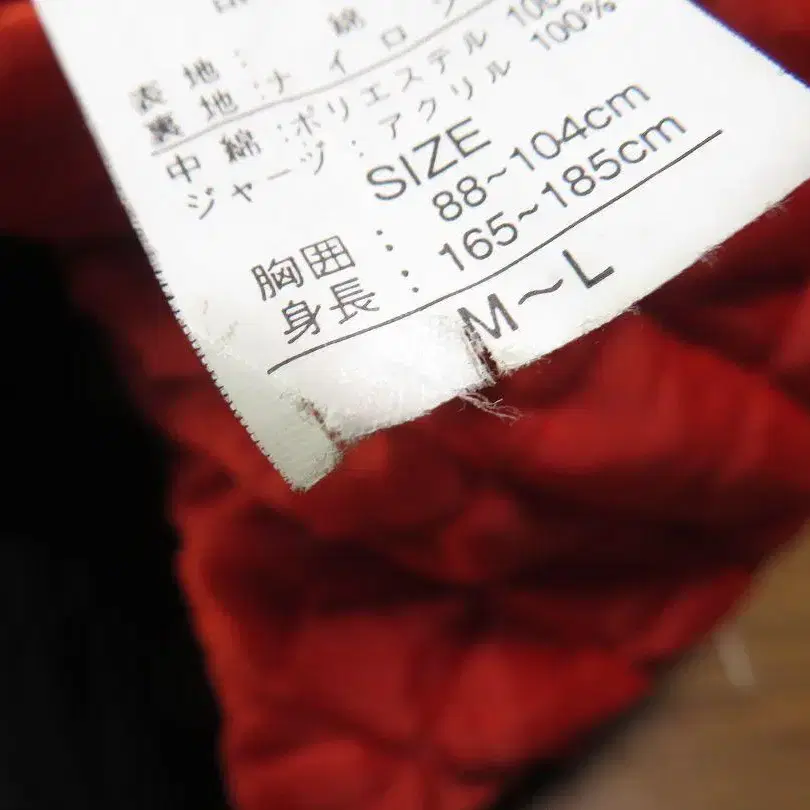 表地: 綿
裏地:ナイロン
中綿:ポリエステル 100
ジャージ:アクリル 100%
SIZE
胸囲: 88~104cm
身長: 165~185cm
M~L